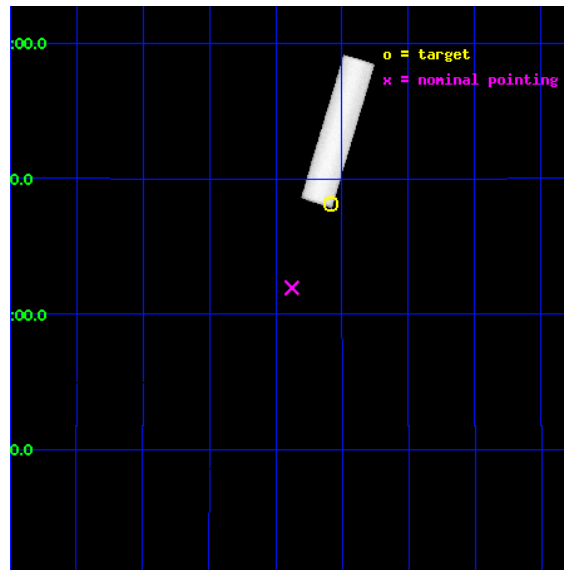 :00.0
o = target
x = nominal pointing
0.0
:00.0
0.0